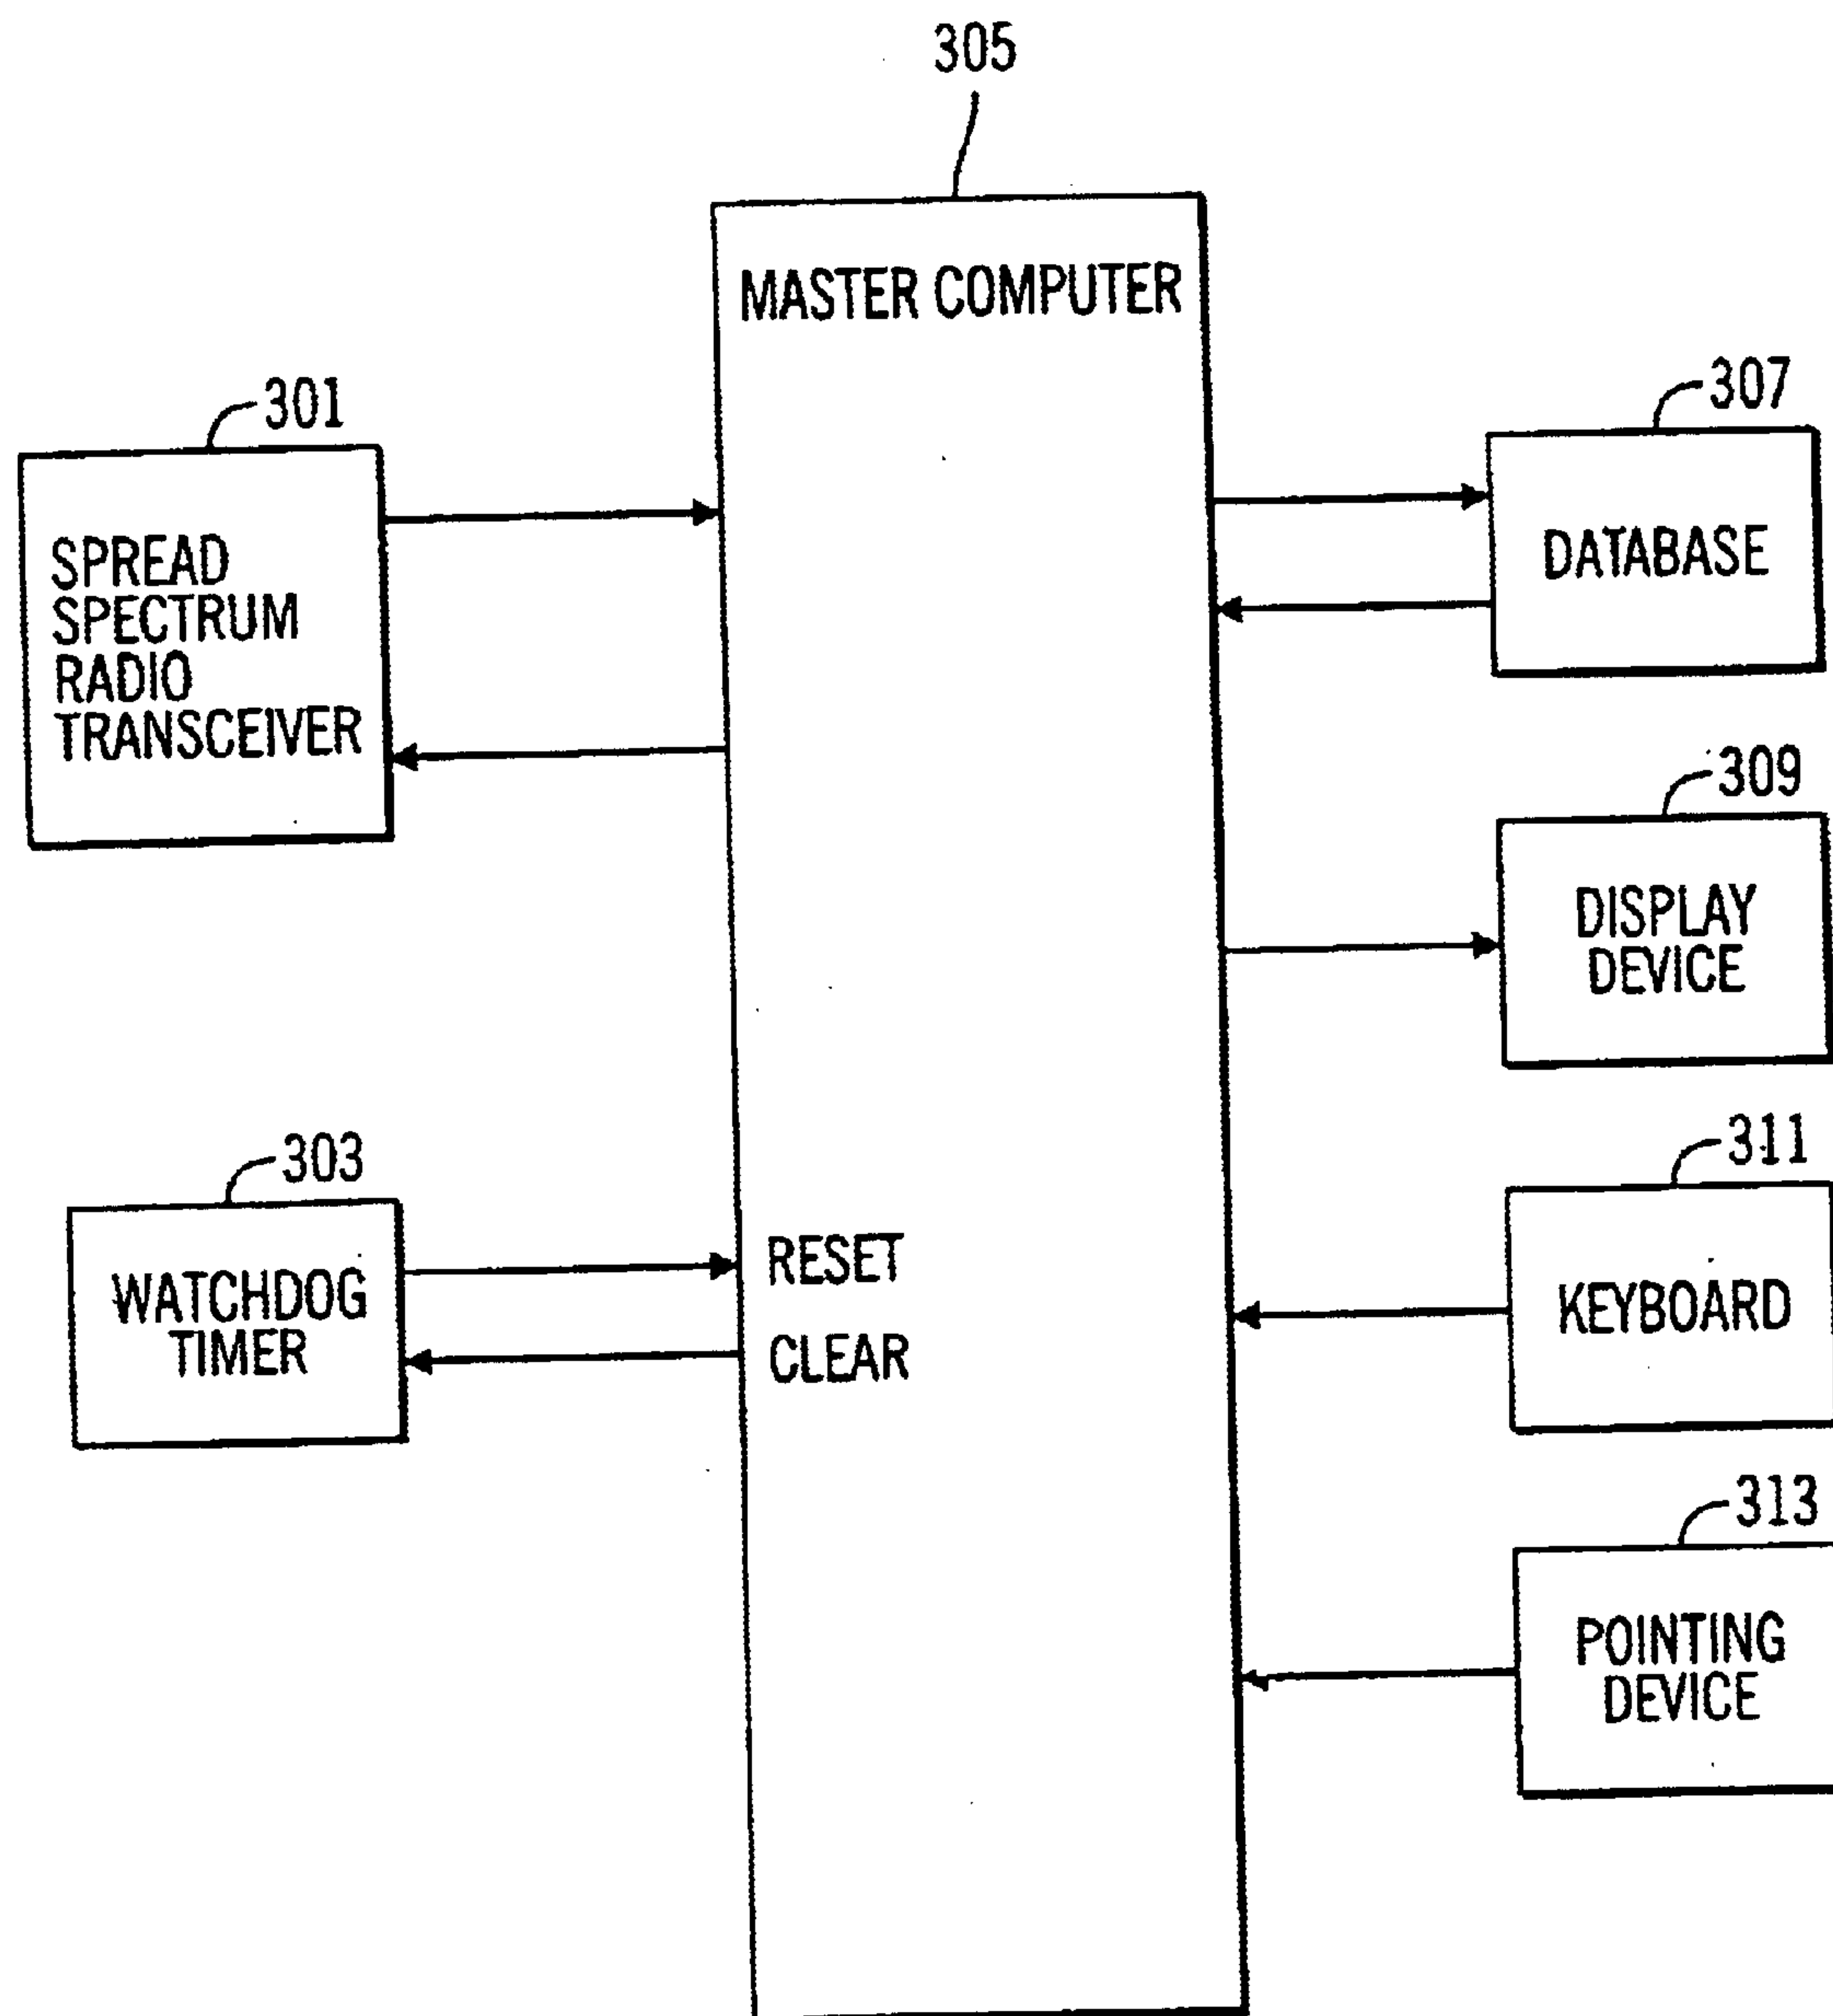 305
MASTER COMPUTER
301
SPREAD
SPECTRUM
RADIO
TRANSCEIVER
307
DATABASE
309
DISPLAY
DEVICE
303
WATCHDOG
TIMER
RESET
CLEAR
311
KEYBOARD
313
POINTING
DEVICE